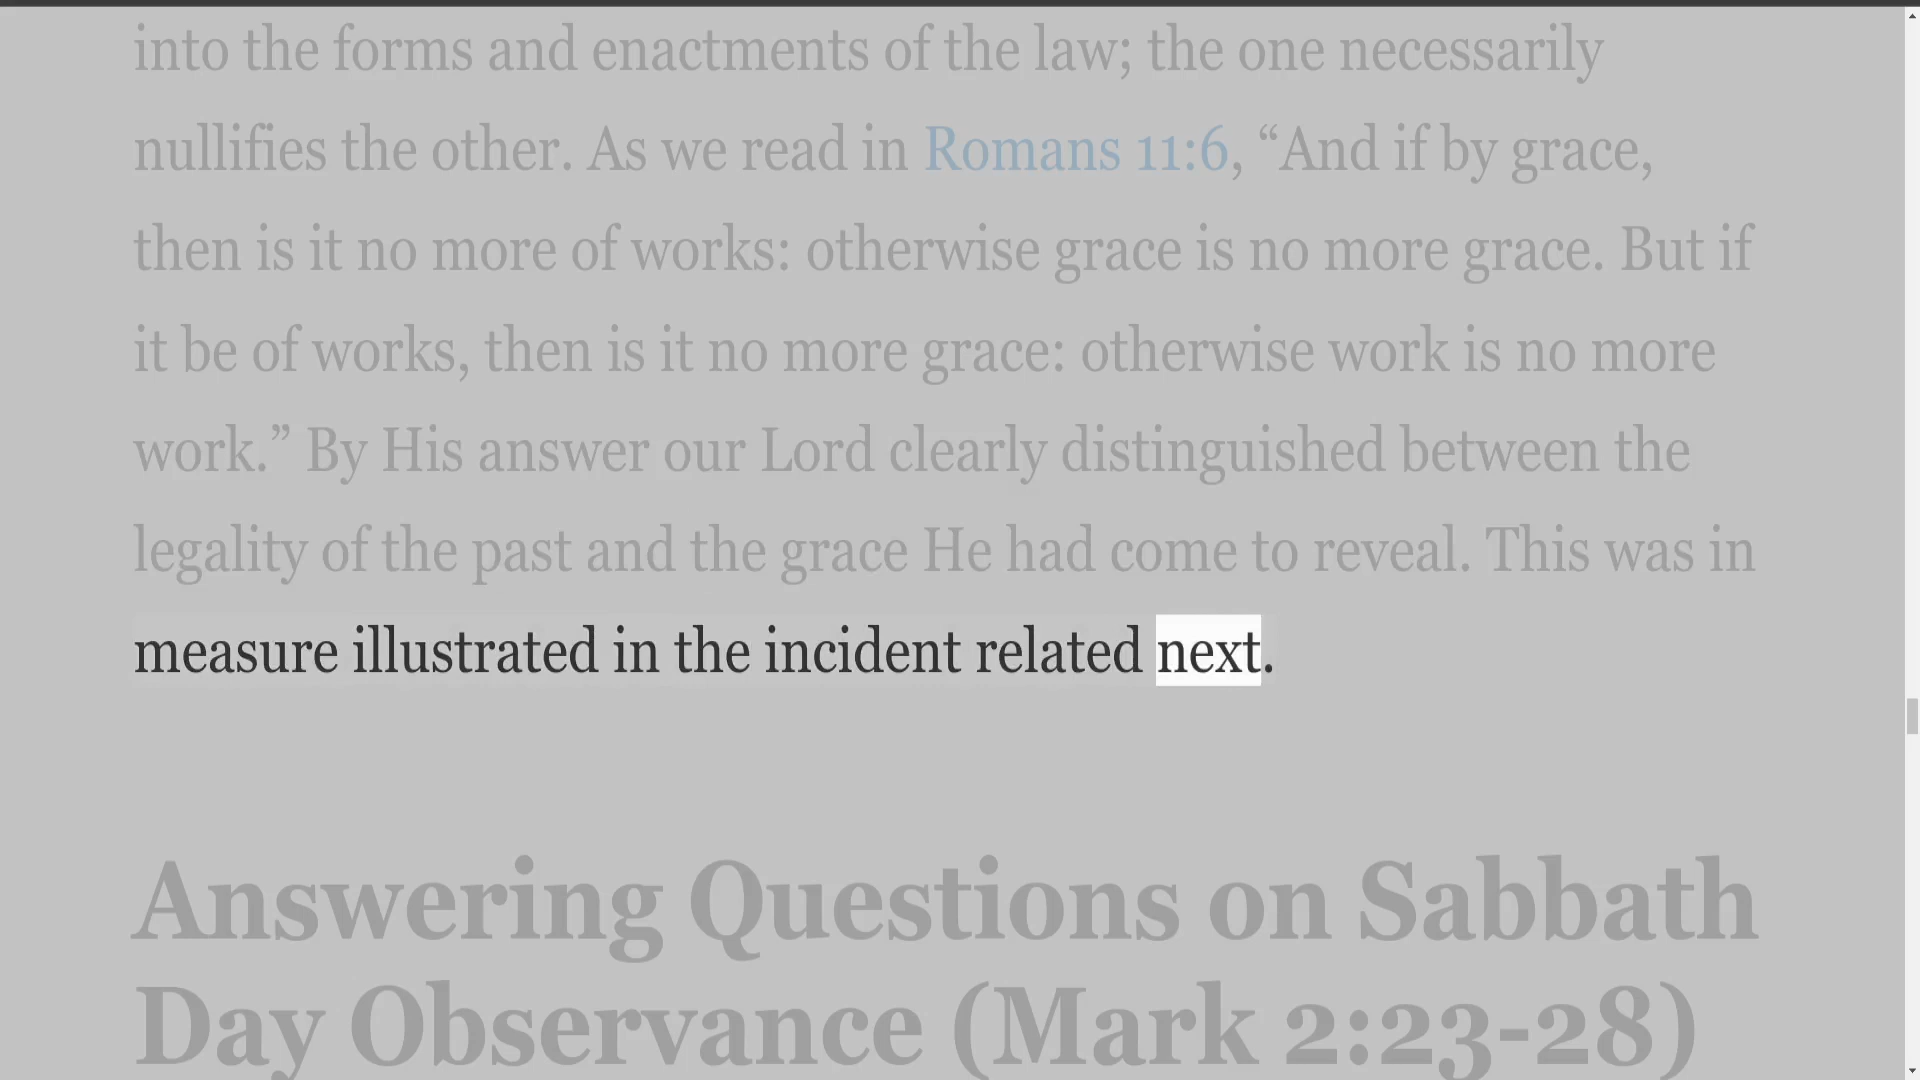 into the forms and enactments of the law; the one necessarily
nullifies the other. As we read in Romans 11:6, “And if by grace,
then is it no more of works: otherwise grace is no more grace. But if
it be of works, then is it no more grace: otherwise work is no more
work.” By His answer our Lord clearly distinguished between the
legality of the past and the grace He had come to reveal. This was in
measure illustrated in the incident related next.
Answering Questions on Sabbath
Day Observance (Mark 2:23-28)